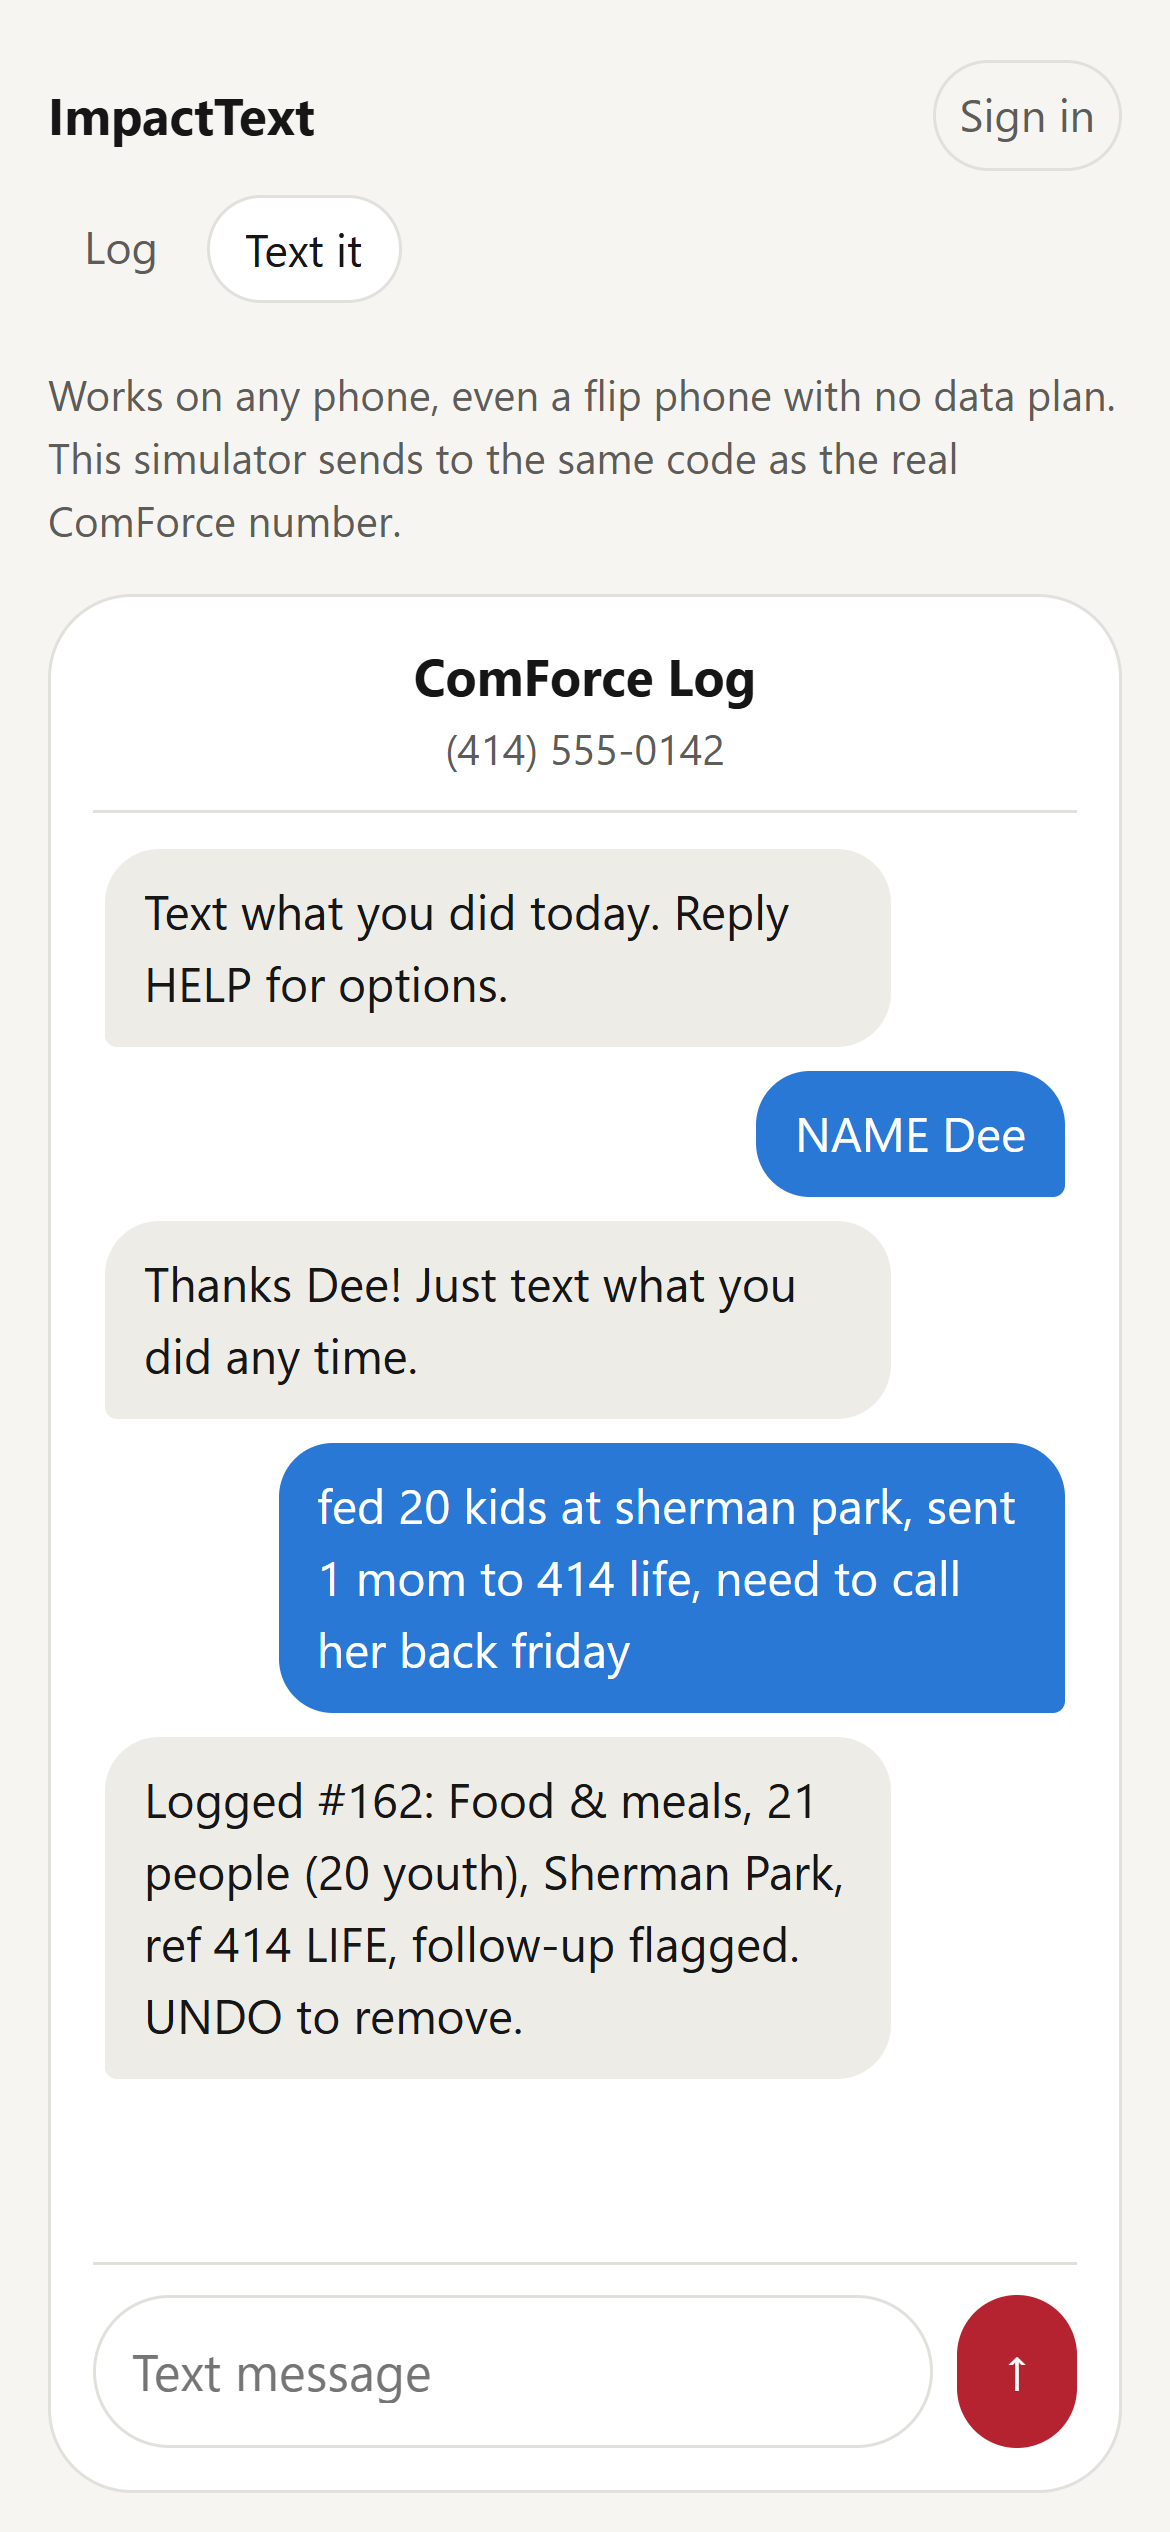 ImpactText
Sign in
Log
Text it
Works on any phone, even a flip phone with no data plan.
This simulator sends to the same code as the real
ComForce number.
ComForce Log
(414) 555-0142
Text what you did today. Reply
HELP for options.
NAME Dee
Thanks Dee! Just text what you
did any time.
fed 20 kids at sherman park, sent
1 mom to 414 life, need to call
her back friday
Logged #162: Food & meals, 21
people (20 youth), Sherman Park,
ref 414 LIFE, follow-up flagged.
UNDO to remove.
Text message
↑